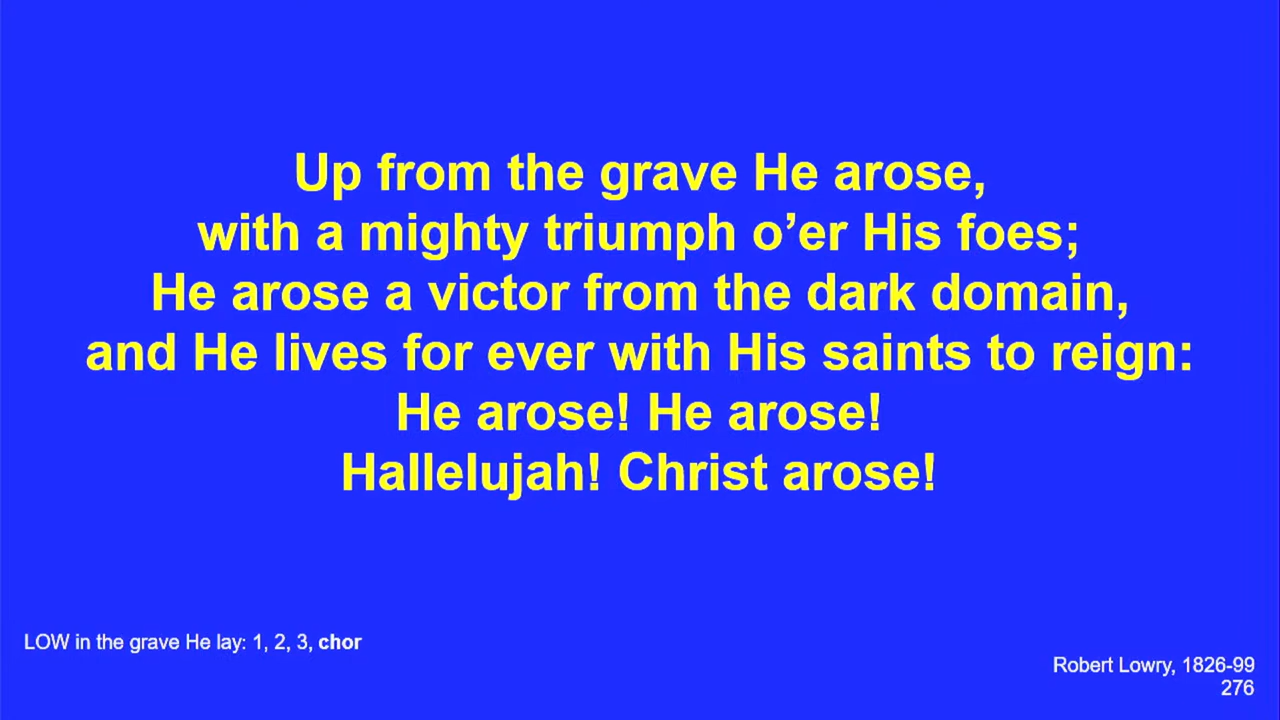 Up from the grave He arose,
with a mighty triumph o’er His foes;
He arose a victor from the dark domain,
and He lives for ever with His saints to reign:
He arose! He arose!
Hallelujah! Christ arose!
LOW in the grave He lay: 1, 2, 3, chor
Robert Lowry, 1826-99
276